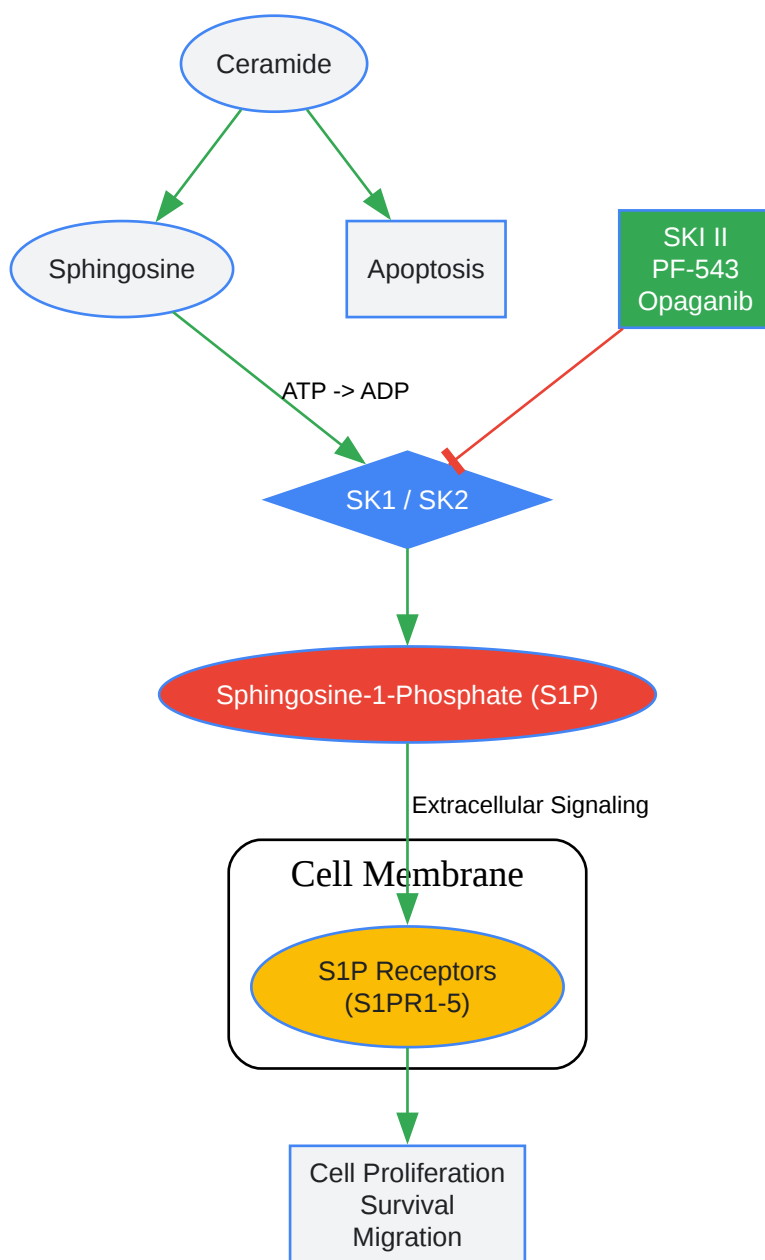 Ceramide
Sphingosine
Apoptosis
SKI II
PF-543
Opaganib
ATP -> ADP
SK1 / SK2
Sphingosine-1-Phosphate (S1P)
Extracellular Signaling
Cell Membrane
S1P Receptors
(S1PR1-5)
Cell Proliferation
Survival
Migration